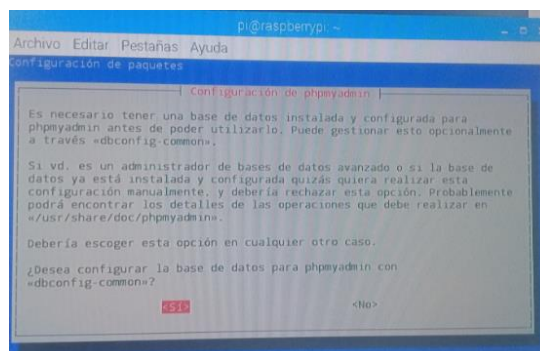 pi@raspberrypi: ~
Archivo Editar Pestañas Ayuda
Configuración de paquetes
Configuración de phpmyadmin
Es necesario tener una base de datos instalada y configurada para
phpmyadmin antes de poder utilizarlo. Puede gestionar esto opcionalmente
a través «dbconfig-common».
Si vd. es un administrador de bases de datos avanzado o si la base de
datos ya está instalada y configurada quizás quiera realizar esta
configuración manualmente, y debería rechazar esta opción. Probablemente
podrá encontrar los detalles de las operaciones que debe realizar en
«/usr/share/doc/phpmyadmin».
Debería escoger esta opción en cualquier otro caso.
¿Desea configurar la base de datos para phpmyadmin con
«dbconfig-common»?
<Sí> <No>